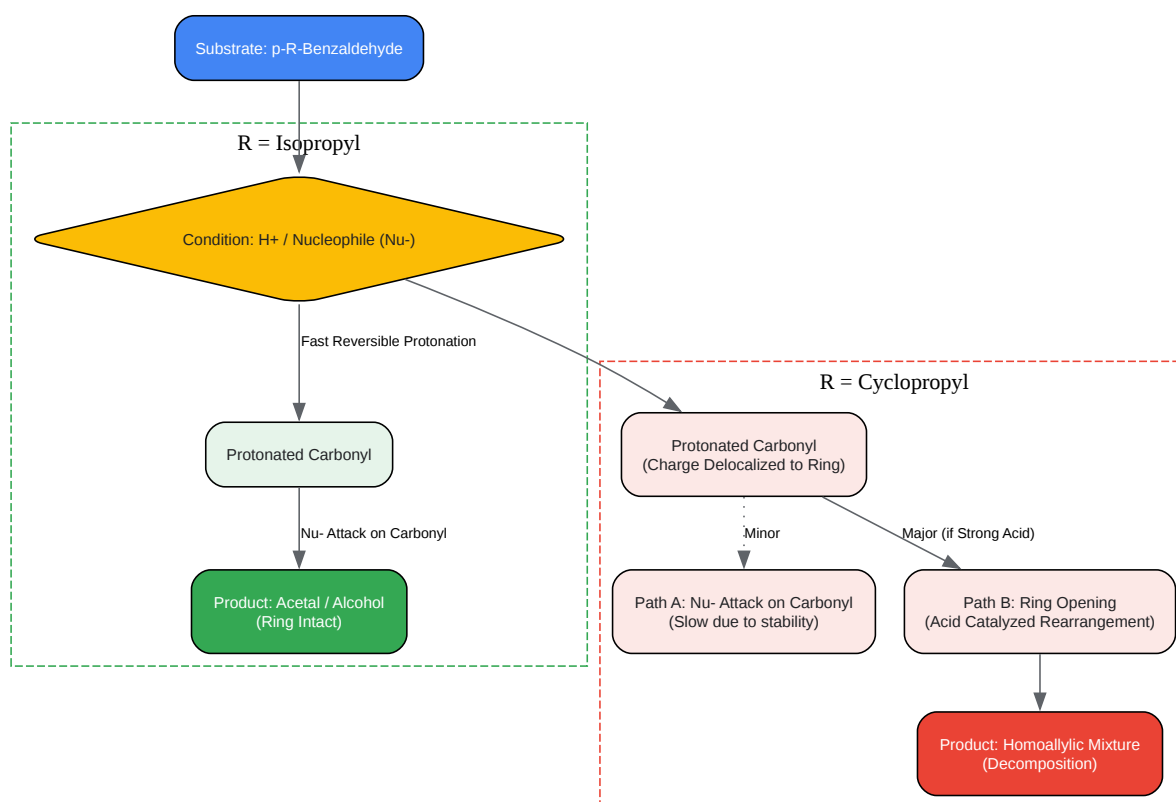 Substrate: p-R-Benzaldehyde
R = Isopropyl
Condition: H+ / Nucleophile (Nu-)
Fast Reversible Protonation
R = Cyclopropyl
Protonated Carbonyl
Protonated Carbonyl
(Charge Delocalized to Ring)
Nu- Attack on Carbonyl
Minor
Major (if Strong Acid)
Product: Acetal / Alcohol
(Ring Intact)
Path A: Nu- Attack on Carbonyl
(Slow due to stability)
Path B: Ring Opening
(Acid Catalyzed Rearrangement)
Product: Homoallylic Mixture
(Decomposition)